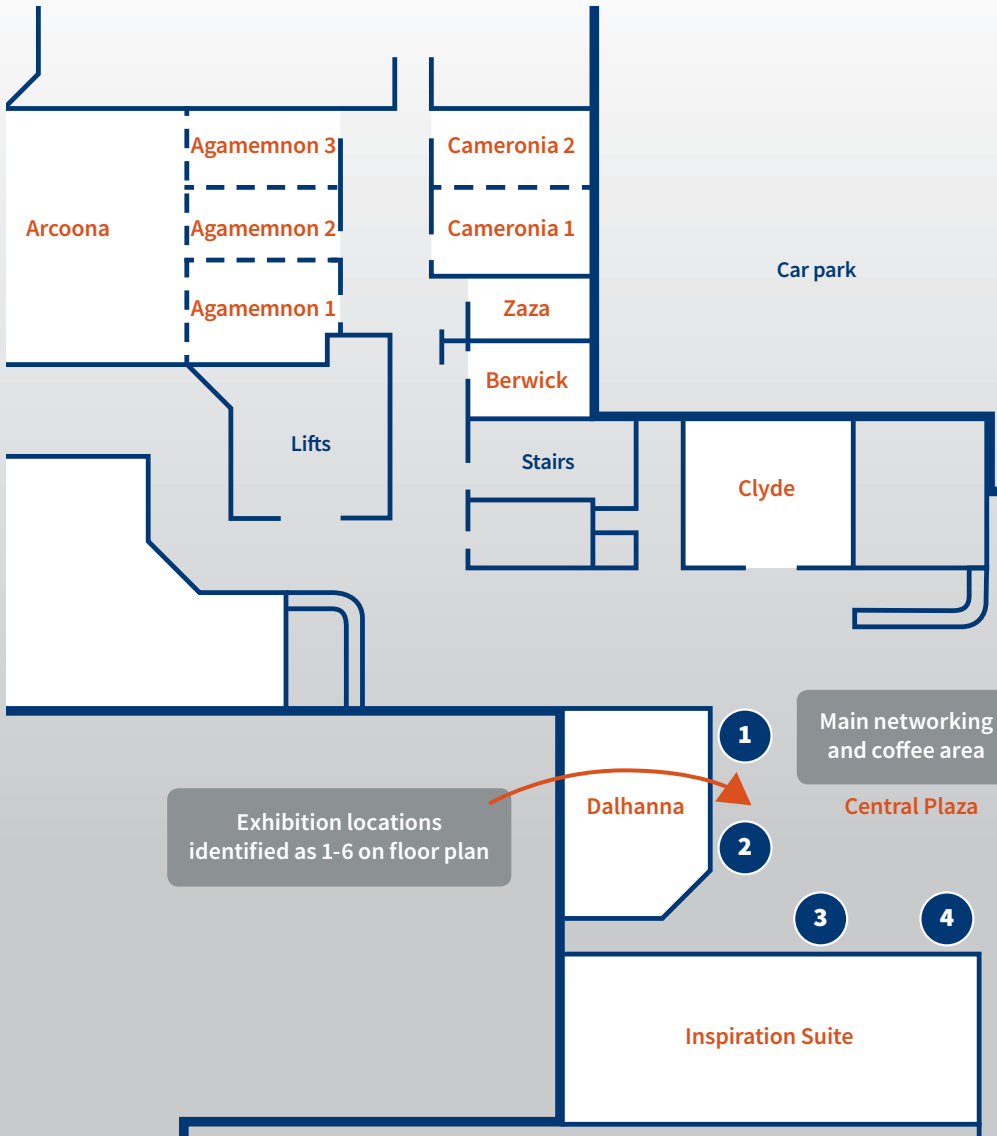 Agamemnon 3
Cameronia 2
Arcoona
Agamemnon 2
Cameronia 1
Car park
Agamemnon 1
Zaza
Berwick
Lifts
Stairs
Clyde
1
Main networking
and coffee area
Dalhanna
Central Plaza
Exhibition locations
identified as 1-6 on floor plan
2
3
4
Inspiration Suite